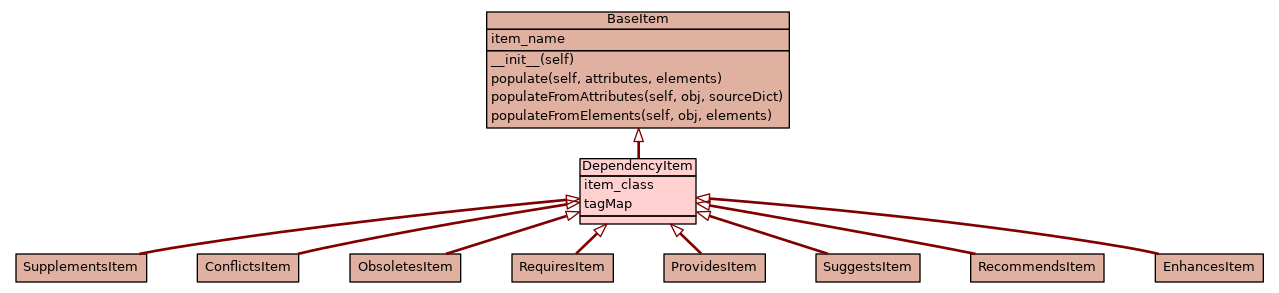 BaseItem
item_name
__init__(self)
populate(self, attributes, elements)
populateFromAttributes(self, obj, sourceDict)
populateFromElements(self, obj, elements)
DependencyItem
item_class
tagMap
SupplementsItem
ConflictsItem
ObsoletesItem
RequiresItem
ProvidesItem
SuggestsItem
RecommendsItem
EnhancesItem